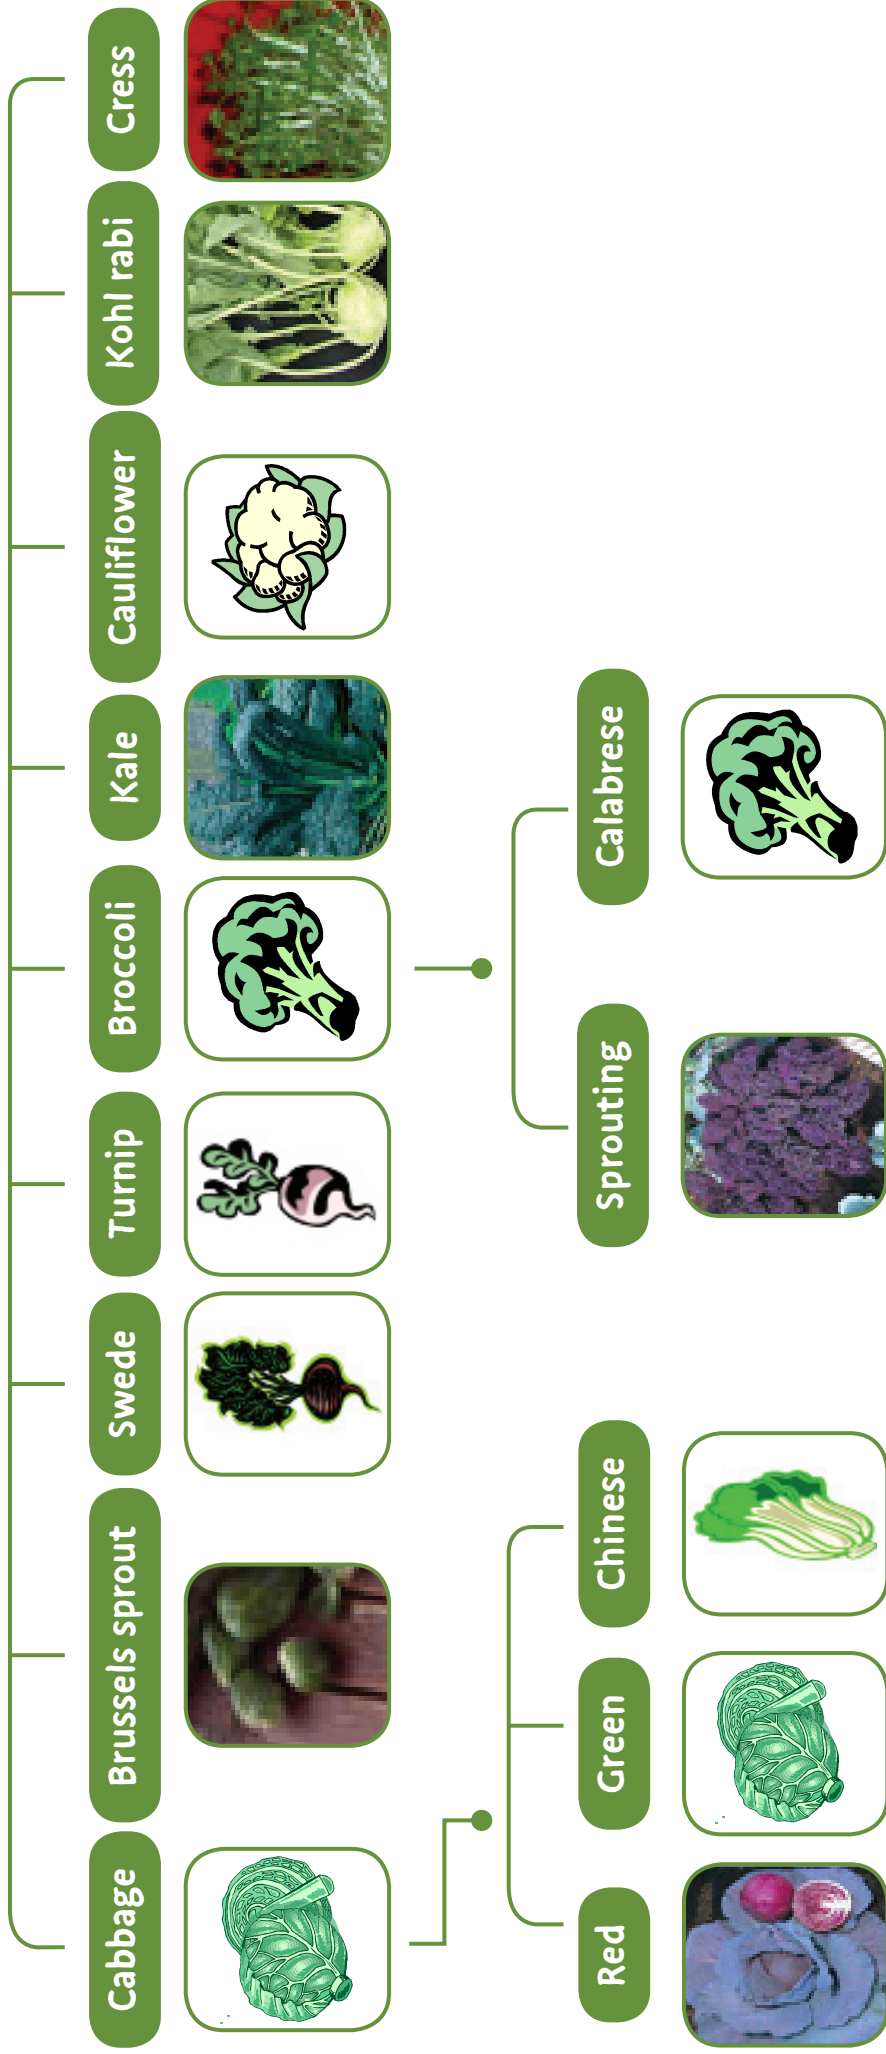 Cabbage
Brussels sprout
Swede
Turnip
Broccoli
Kale
Cauliflower
Kohl rabi
Cress
Red
Green
Chinese
Sprouting
Calabrese